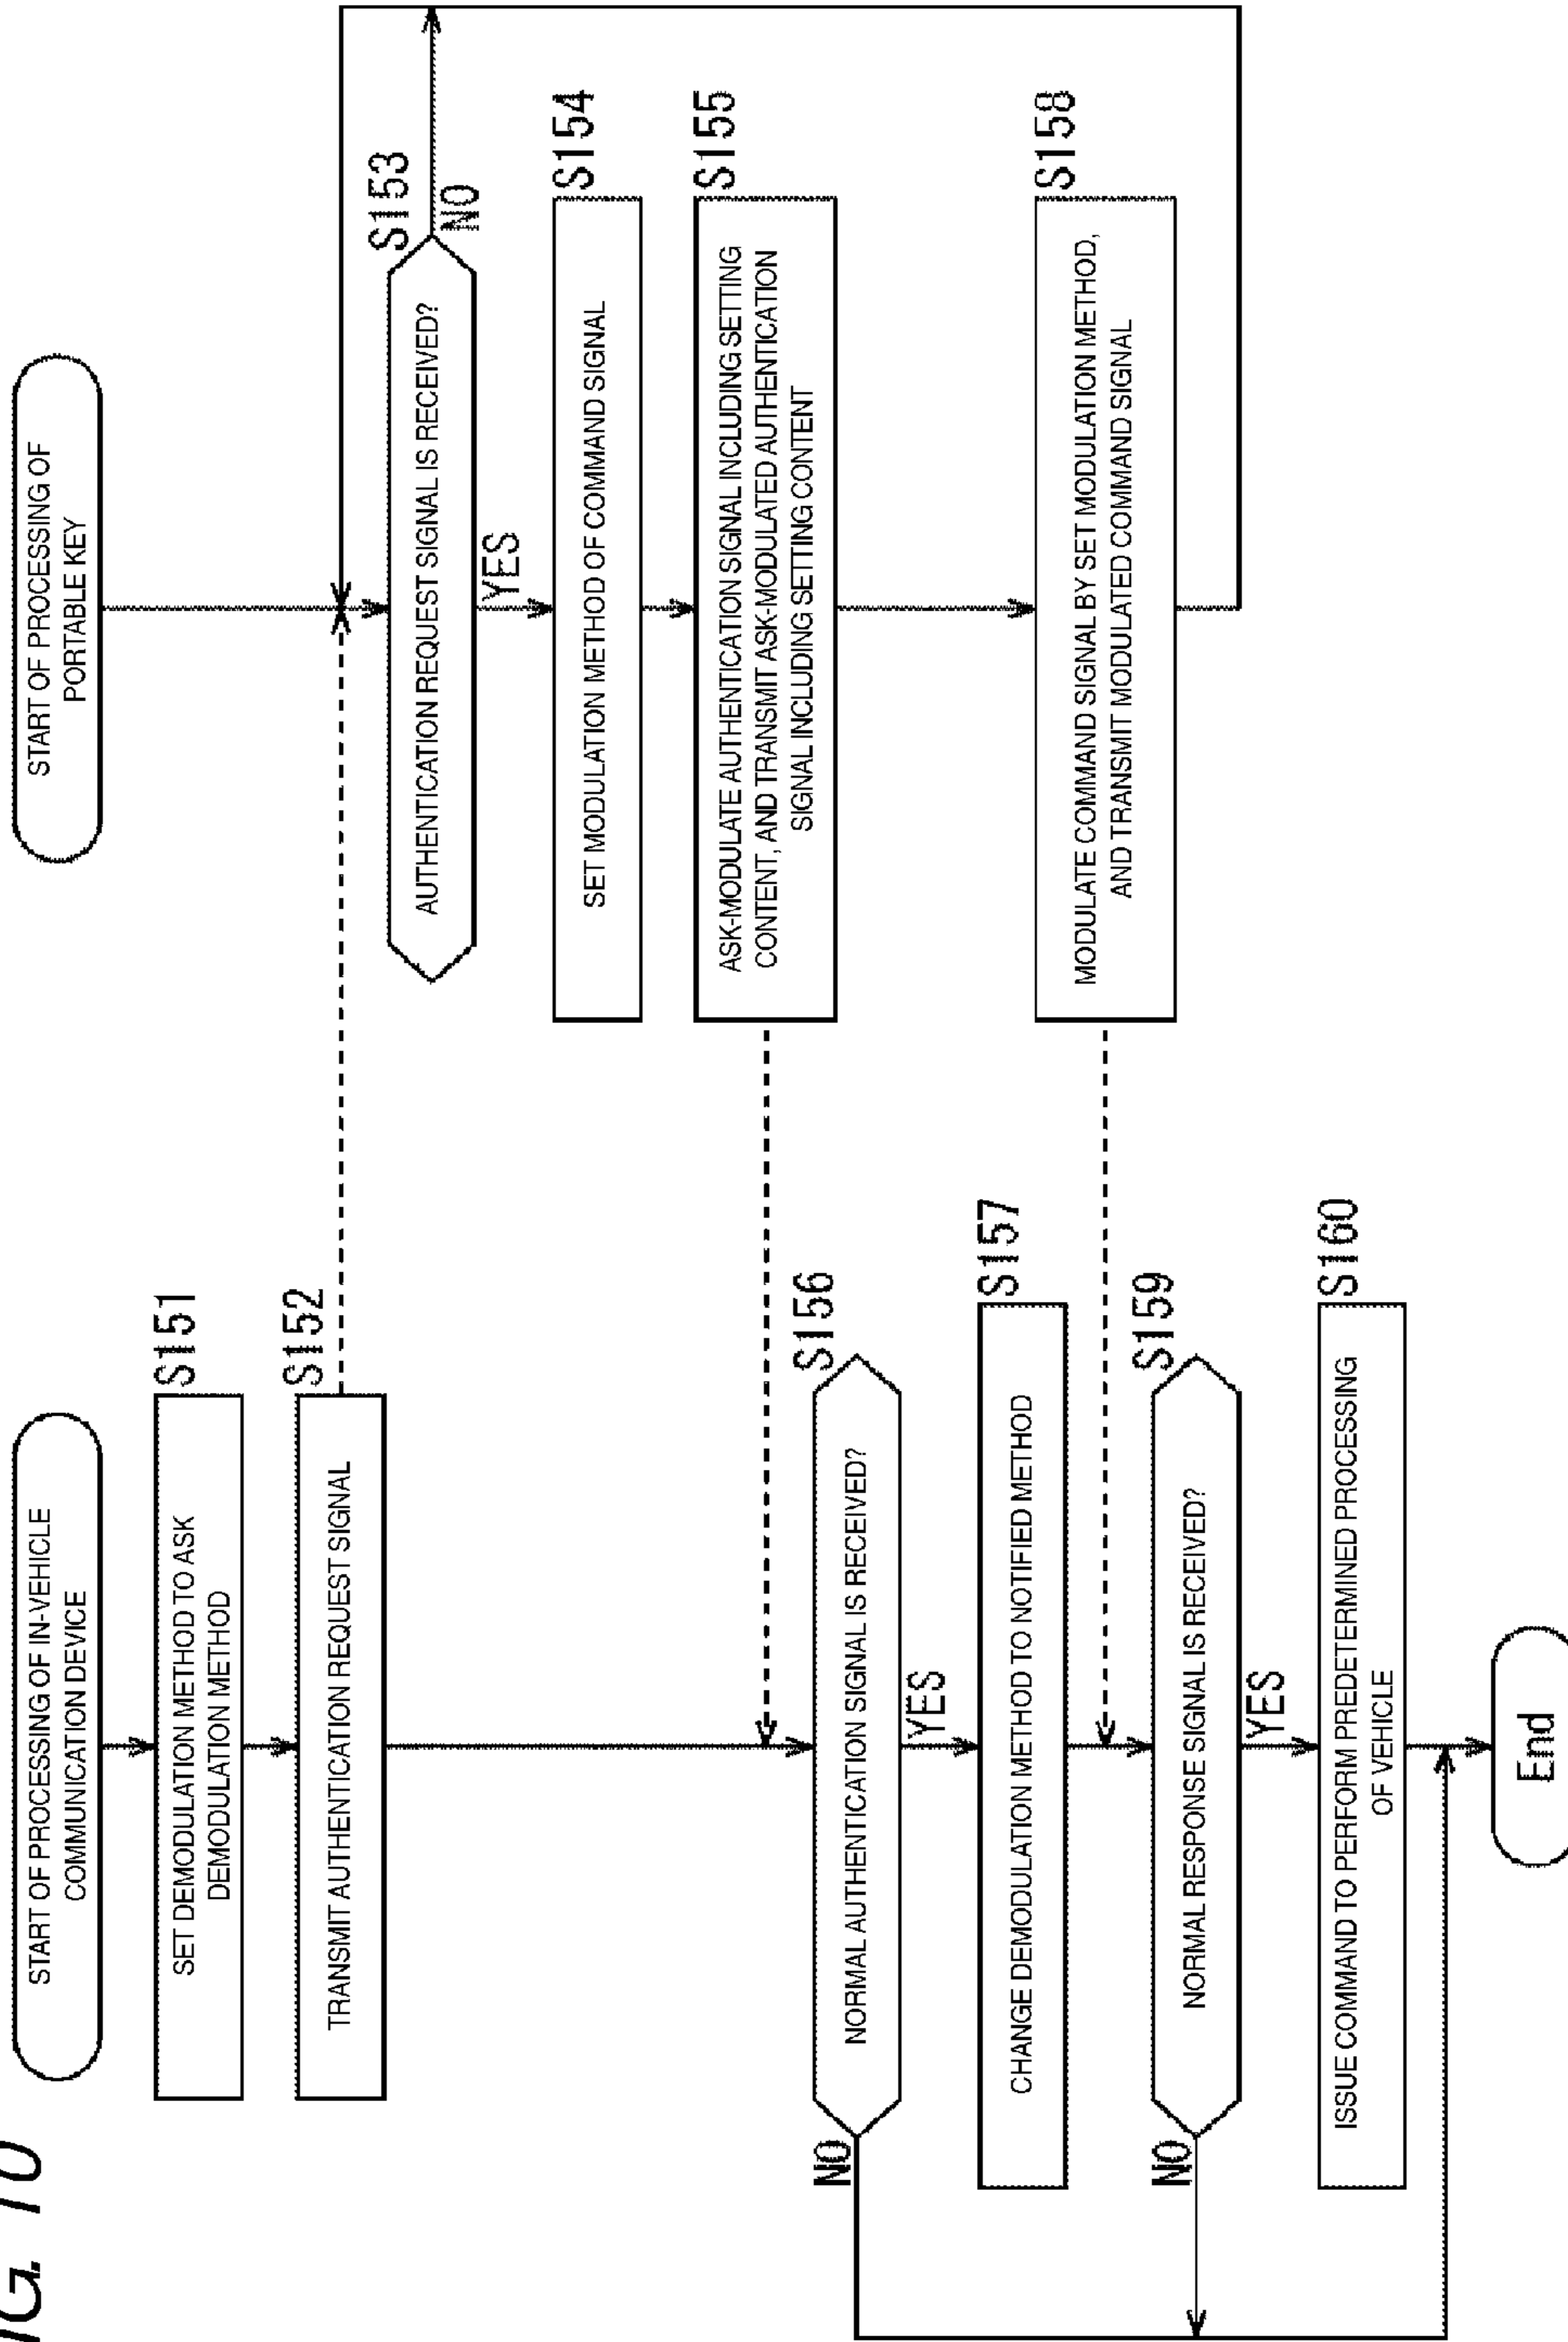 IG. 10
START OF PROCESSING OF IN-VEHICLE
COMMUNICATION DEVICE
S151
SET DEMODULATION METHOD TO ASK
DEMODULATION METHOD
S152
TRANSMIT AUTHENTICATION REQUEST SIGNAL
S156
NORMAL AUTHENTICATION SIGNAL IS RECEIVED?
NO
YES
S157
CHANGE DEMODULATION METHOD TO NOTIFIED METHOD
S159
NORMAL RESPONSE SIGNAL IS RECEIVED?
NO
YES
S160
ISSUE COMMAND TO PERFORM PREDETERMINED PROCESSING
OF VEHICLE
End
START OF PROCESSING OF
PORTABLE KEY
S153
AUTHENTICATION REQUEST SIGNAL IS RECEIVED?
NO
YES
S154
SET MODULATION METHOD OF COMMAND SIGNAL
S155
ASK-MODULATE AUTHENTICATION SIGNAL INCLUDING SETTING
CONTENT, AND TRANSMIT ASK-MODULATED AUTHENTICATION
SIGNAL INCLUDING SETTING CONTENT
S158
MODULATE COMMAND SIGNAL BY SET MODULATION METHOD,
AND TRANSMIT MODULATED COMMAND SIGNAL